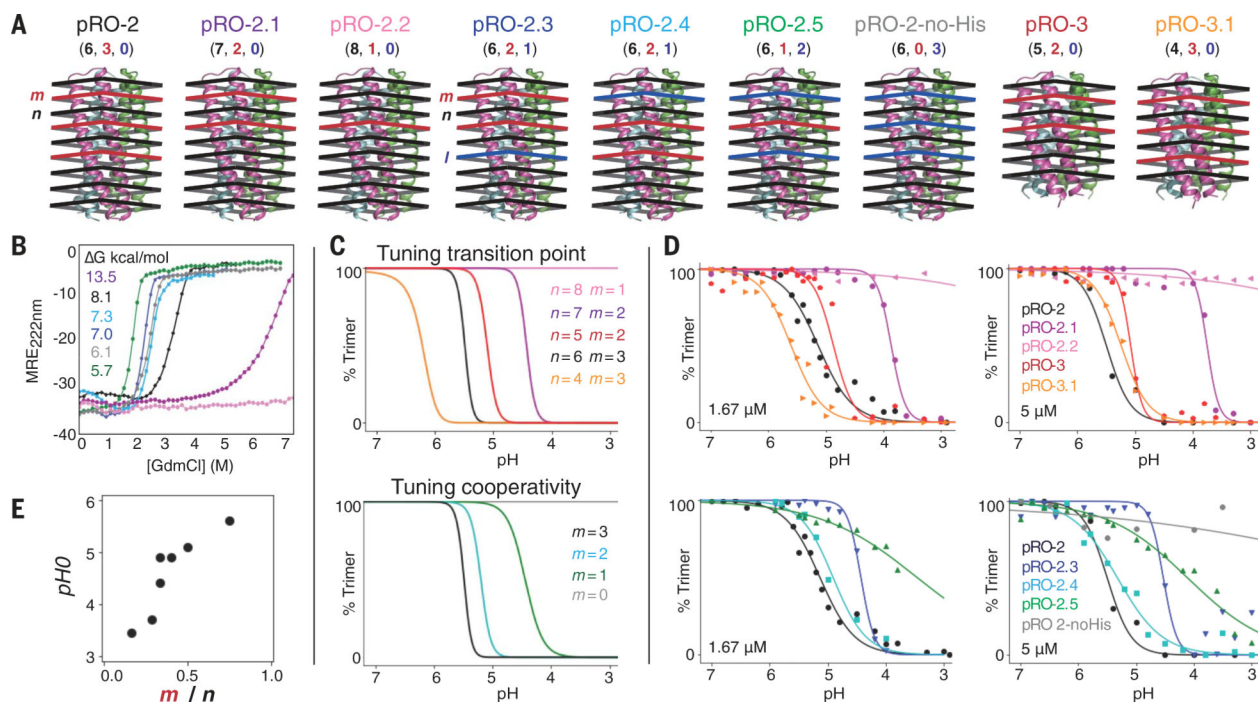 A
pRO-2 pRO-2.1 pRO-2.2 pRO-2.3 pRO-2.4 pRO-2.5 pRO-2-no-His pRO-3 pRO-3.1
(6, 3, 0) (7, 2, 0) (8, 1, 0) (6, 2, 1) (6, 2, 1) (6, 1, 2) (6, 0, 3) (5, 2, 0) (4, 3, 0)
m
n
m
n
l
B
ΔG kcal/mol
13.5
8.1
7.3
7.0
6.1
5.7
0
-10
-20
-30
-40
MRE222nm
0 1 2 3 4 5 6 7
[GdmCl] (M)
C
Tuning transition point
100
0
% Trimer
n=8 m=1
n=7 m=2
n=5 m=2
n=6 m=3
n=4 m=3
7 6 5 4 3
pH
Tuning cooperativity
100
0
% Trimer
m=3
m=2
m=1
m=0
7 6 5 4 3
pH
D
100
0
% Trimer
1.67 µM
7 6 5 4 3
pH
100
0
% Trimer
pRO-2
pRO-2.1
pRO-2.2
pRO-3
pRO-3.1
5 µM
7 6 5 4 3
pH
100
0
% Trimer
1.67 µM
7 6 5 4 3
pH
100
0
% Trimer
pRO-2
pRO-2.3
pRO-2.4
pRO-2.5
pRO 2-noHis
5 µM
7 6 5 4 3
pH
E
6
5
4
3
pH0
0.0 0.5 1.0
m / n